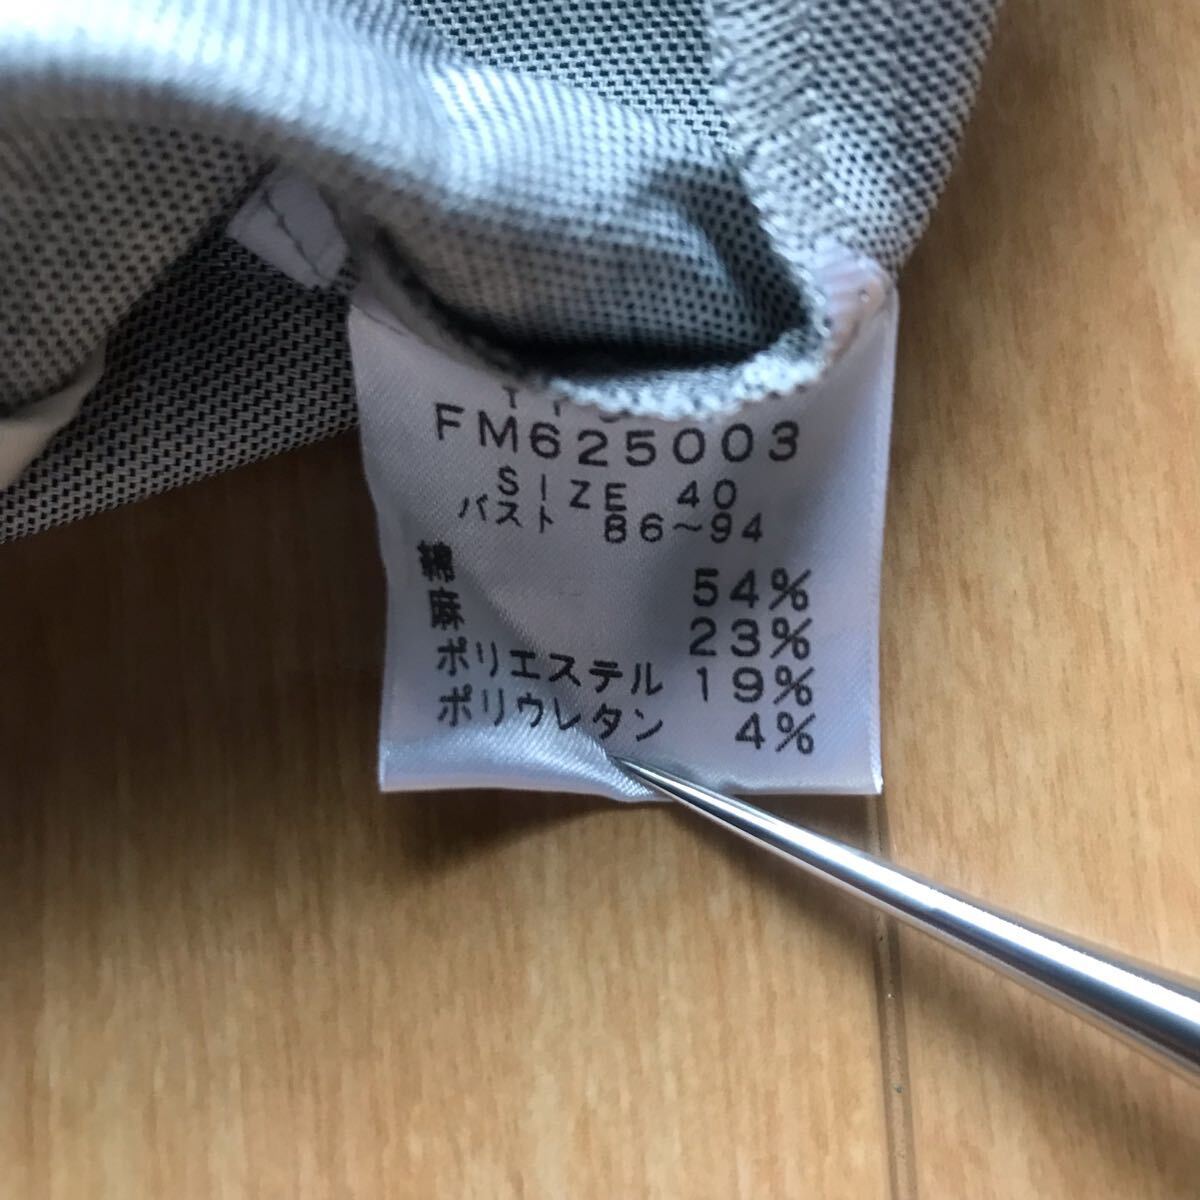 FM625003
SIZE 40
バスト 86~94
綿 54%
麻 23%
ポリエステル 19%
ポリウレタン 4%